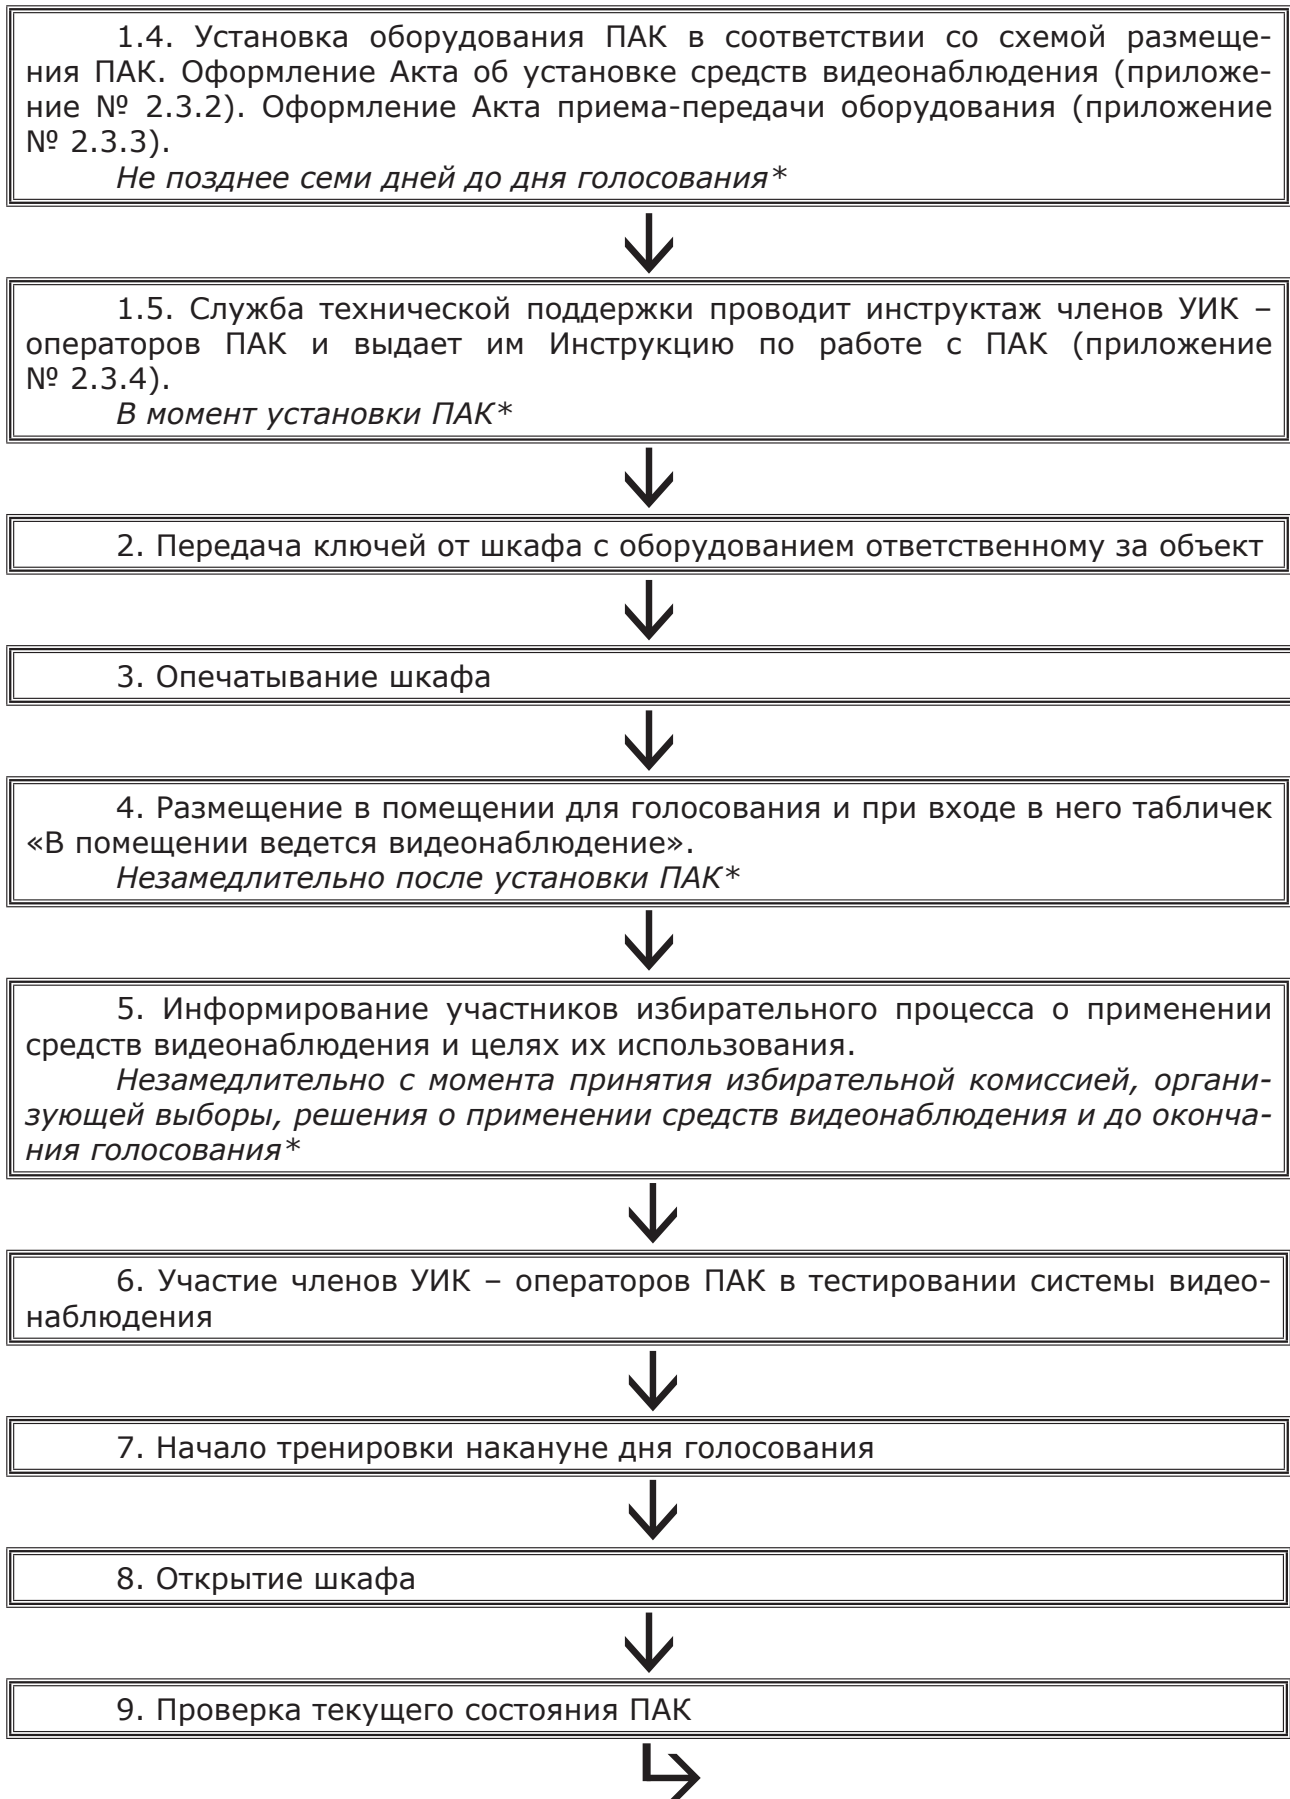 1.4. Установка оборудования ПАК в соответствии со схемой размеще-
ния ПАК. Оформление Акта об установке средств видеонаблюдения (приложе-
ние № 2.3.2). Оформление Акта приема-передачи оборудования (приложение
№ 2.3.3).
Не позднее семи дней до дня голосования*
1.5. Служба технической поддержки проводит инструктаж членов УИК –
операторов ПАК и выдает им Инструкцию по работе с ПАК (приложение
№ 2.3.4).
В момент установки ПАК*
2. Передача ключей от шкафа с оборудованием ответственному за объект
3. Опечатывание шкафа
4. Размещение в помещении для голосования и при входе в него табличек
«В помещении ведется видеонаблюдение».
Незамедлительно после установки ПАК*
5. Информирование участников избирательного процесса о применении
средств видеонаблюдения и целях их использования.
Незамедлительно с момента принятия избирательной комиссией, органи-
зующей выборы, решения о применении средств видеонаблюдения и до оконча-
ния голосования*
6. Участие членов УИК – операторов ПАК в тестировании системы видео-
наблюдения
7. Начало тренировки накануне дня голосования
8. Открытие шкафа
9. Проверка текущего состояния ПАК